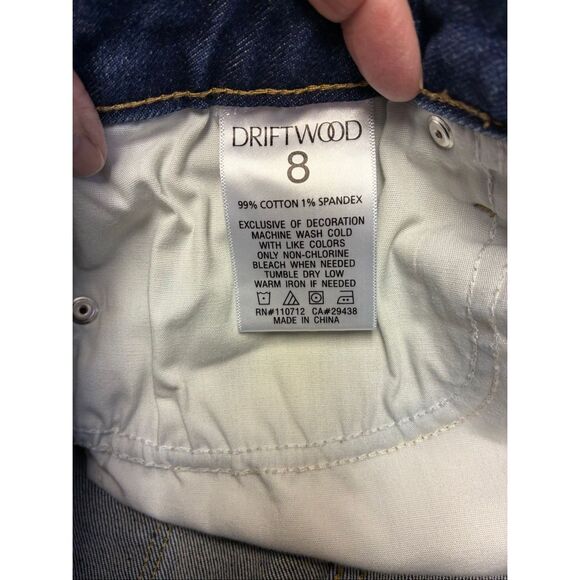 DRIFTWOOD
8
99% COTTON 1% SPANDEX
EXCLUSIVE OF DECORATION
MACHINE WASH COLD
WITH LIKE COLORS
ONLY NON-CHLORINE
BLEACH WHEN NEEDED
TUMBLE DRY LOW
WARM IRON IF NEEDED
RN#110712 CA#29438
MADE IN CHINA